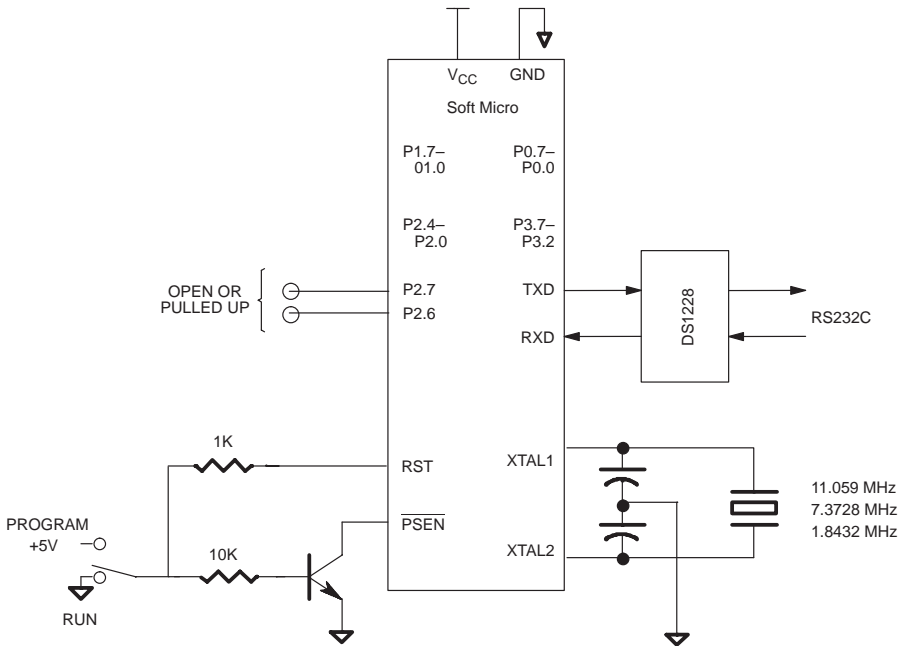 VCC GND
Soft Micro
P1.7–
01.0
P0.7–
P0.0
P2.4–
P2.0
P3.7–
P3.2
OPEN OR
PULLED UP
P2.7
P2.6
TXD
RXD
DS1228
RS232C
1K
RST
XTAL1
PSEN
XTAL2
11.059 MHz
7.3728 MHz
1.8432 MHz
PROGRAM
+5V
10K
RUN